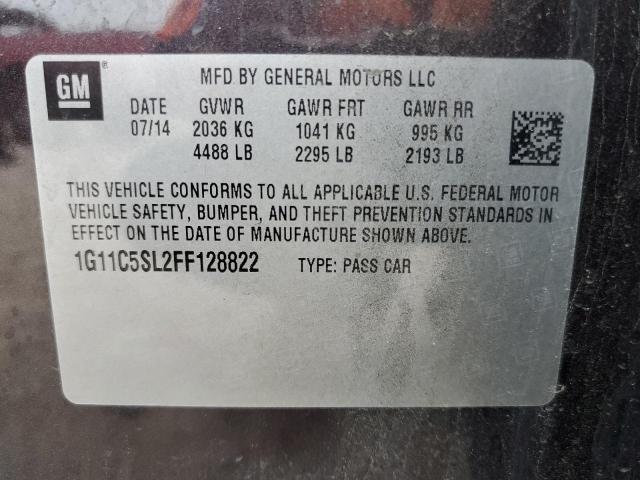 GM®
MFD BY GENERAL MOTORS LLC
DATE GVWR GAWR FRT GAWR RR
07/14 2036 KG 1041 KG 995 KG
4488 LB 2295 LB 2193 LB
THIS VEHICLE CONFORMS TO ALL APPLICABLE U.S. FEDERAL MOTOR
VEHICLE SAFETY, BUMPER, AND THEFT PREVENTION STANDARDS IN
EFFECT ON THE DATE OF MANUFACTURE SHOWN ABOVE.
1G11C5SL2FF128822 TYPE: PASS CAR